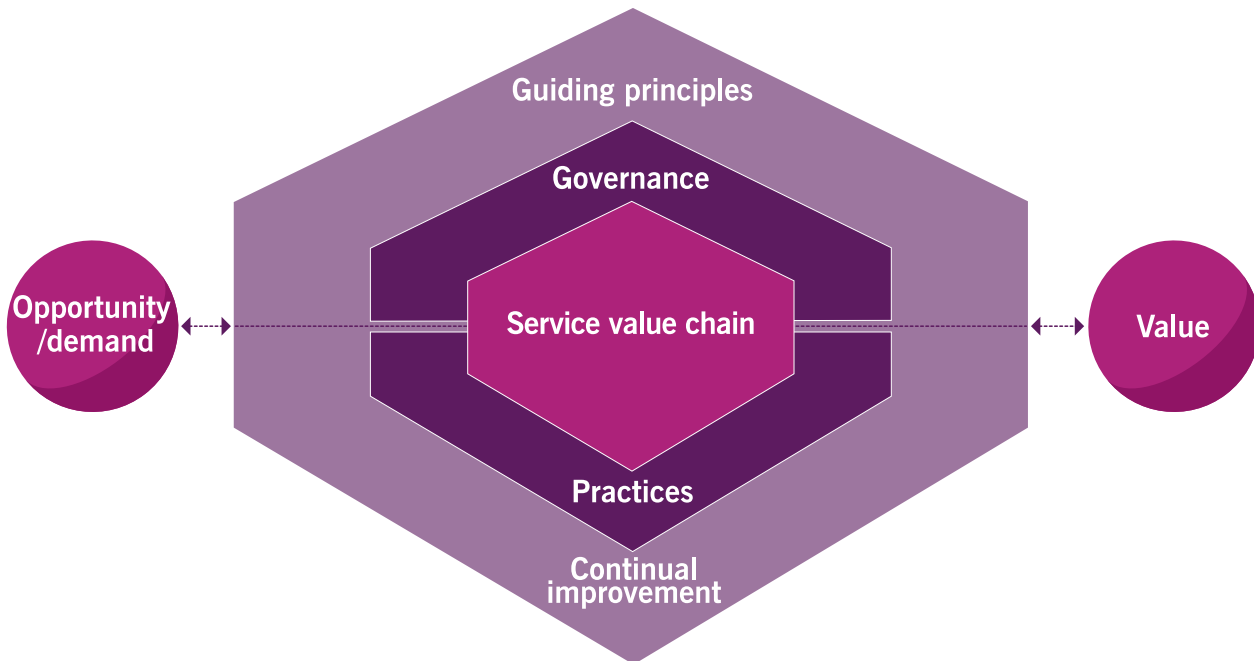 Guiding principles
Governance
Opportunity
/demand
Service value chain
Value
Practices
Continual
improvement